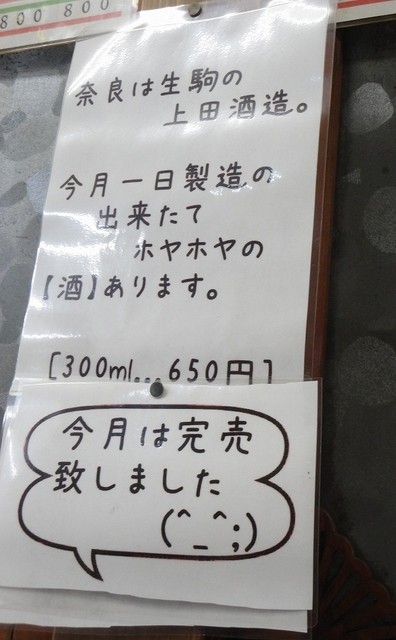 800 800
奈良は生駒の
上田酒造。
今月一日製造の
出来たて
ホヤホヤの
【酒】あります。
[300ml...650円]
今月は完売
致しました
(^_^;)